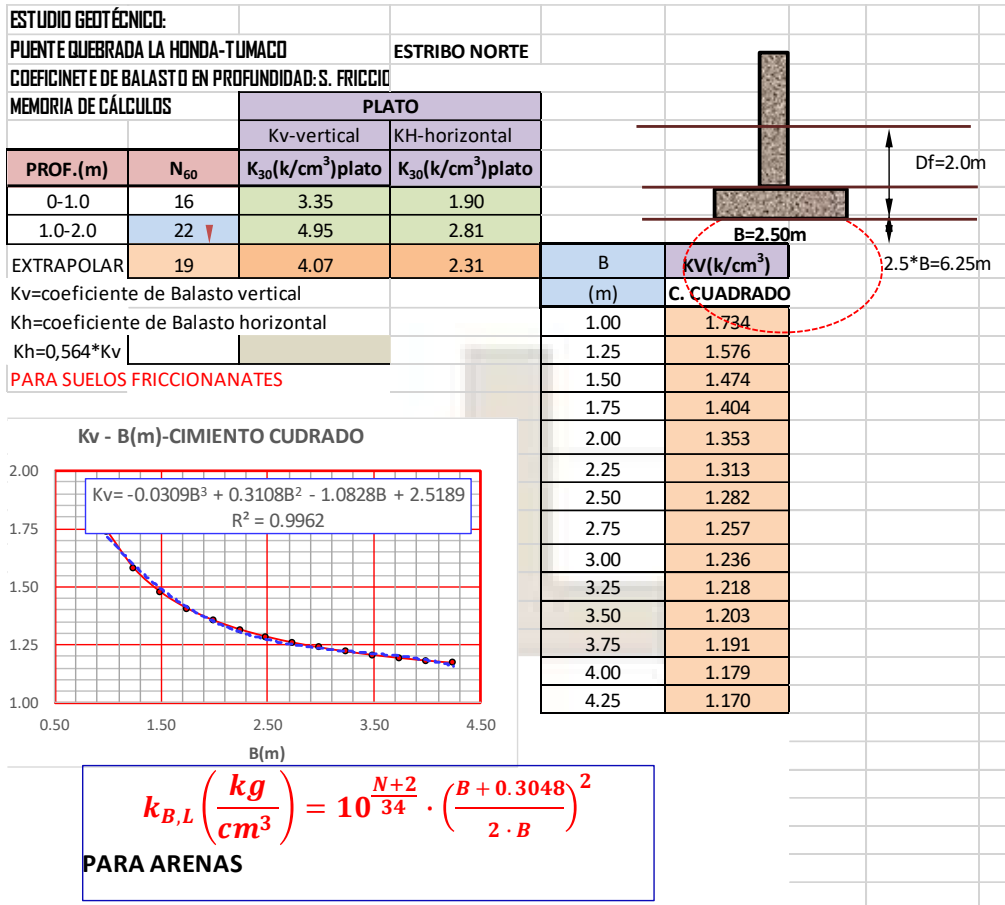 ESTUDIO GEOTÉCNICO:
PUENTE QUEBRADA LA HONDA-TUMACO ESTRIBO NORTE
COEFICINETE DE BALASTO EN PROFUNDIDAD: S. FRICCIO
MEMORIA DE CÁLCULOS PLATO
Kv-vertical KH-horizontal
PROF.(m) N60 K30(k/cm³)plato K30(k/cm³)plato
0-1.0 16 3.35 1.90
1.0-2.0 22 4.95 2.81
EXTRAPOLAR 19 4.07 2.31
Kv=coeficiente de Balasto vertical
Kh=coeficiente de Balasto horizontal
Kh=0,564*Kv
PARA SUELOS FRICCIONANATES
Df=2.0m
B=2.50m
2.5*B=6.25m
B KV(k/cm³)
(m) C. CUADRADO
1.00 1.734
1.25 1.576
1.50 1.474
1.75 1.404
2.00 1.353
2.25 1.313
2.50 1.282
2.75 1.257
3.00 1.236
3.25 1.218
3.50 1.203
3.75 1.191
4.00 1.179
4.25 1.170
Kv - B(m)-CIMIENTO CUDRADO
Kv= -0.0309B³ + 0.3108B² - 1.0828B + 2.5189
R² = 0.9962
2.00
1.75
1.50
1.25
1.00
0.50 1.50 2.50 3.50 4.50
B(m)
k_{B,L} (kg/cm³) = 10^{(N+2)/34} · ((B + 0.3048)/(2 · B))²
PARA ARENAS